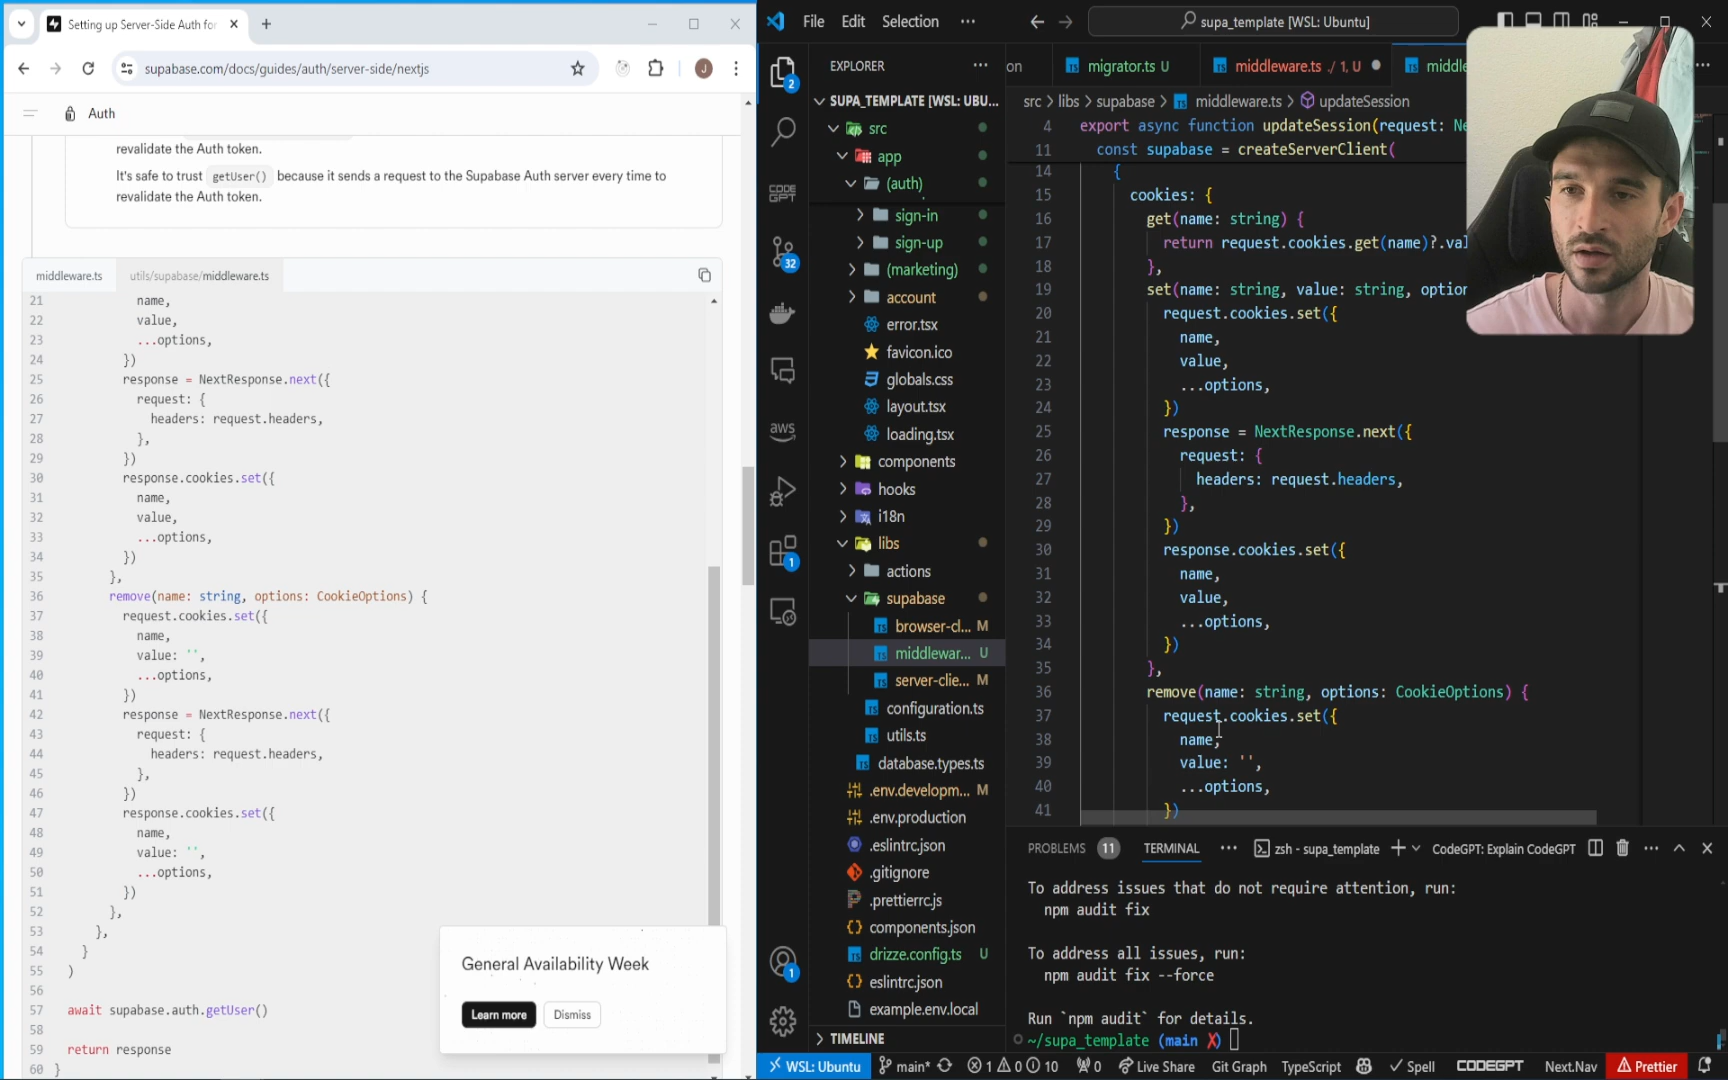 Setting up Server-Side Auth for
supabase.com/docs/guides/auth/server-side/nextjs
J
Auth
revalidate the Auth token.
It's safe to trust getUser() because it sends a request to the Supabase Auth server every time to
revalidate the Auth token.
middleware.ts
utils/supabase/middleware.ts
21 name,
22 value,
23 ...options,
24 })
25 response = NextResponse.next({
26 request: {
27 headers: request.headers,
28 },
29 })
30 response.cookies.set({
31 name,
32 value,
33 ...options,
34 })
35 },
36 remove(name: string, options: CookieOptions) {
37 request.cookies.set({
38 name,
39 value: '',
40 ...options,
41 })
42 response = NextResponse.next({
43 request: {
44 headers: request.headers,
45 },
46 })
47 response.cookies.set({
48 name,
49 value: '',
50 ...options,
51 })
52 },
53 },
54 }
55 )
56
57 await supabase.auth.getUser()
58
59 return response
60 }
General Availability Week
Learn more
Dismiss
File Edit Selection ···
supa_template [WSL: Ubuntu]
2
CODE
GPT
32
aws
1
1
EXPLORER
SUPA_TEMPLATE [WSL: UBU...
src
app
(auth)
sign-in
sign-up
(marketing)
account
error.tsx
favicon.ico
globals.css
layout.tsx
loading.tsx
components
hooks
i18n
libs
actions
supabase
browser-cl... M
middlewar... U
server-clie... M
configuration.ts
utils.ts
database.types.ts
.env.developm... M
.env.production
.eslintrc.json
.gitignore
.prettierrc.js
components.json
drizze.config.ts U
eslintrc.json
example.env.local
TIMELINE
on
migrator.ts U
middleware.ts ./ 1, U
middle
src > libs > supabase > middleware.ts > updateSession
4 export async function updateSession(request: Ne
11 const supabase = createServerClient(
14 {
15 cookies: {
16 get(name: string) {
17 return request.cookies.get(name)?.val
18 },
19 set(name: string, value: string, option
20 request.cookies.set({
21 name,
22 value,
23 ...options,
24 })
25 response = NextResponse.next({
26 request: {
27 headers: request.headers,
28 },
29 })
30 response.cookies.set({
31 name,
32 value,
33 ...options,
34 })
35 },
36 remove(name: string, options: CookieOptions) {
37 request.cookies.set({
38 name,
39 value: '',
40 ...options,
41 })
PROBLEMS 11 TERMINAL ··· zsh - supa_template CodeGPT: Explain CodeGPT
To address issues that do not require attention, run:
npm audit fix
To address all issues, run:
npm audit fix --force
Run `npm audit` for details.
~/supa_template (main ✗)
WSL: Ubuntu main* 1 0 10 0 Live Share Git Graph TypeScript Spell CODEGPT Next.Nav Prettier